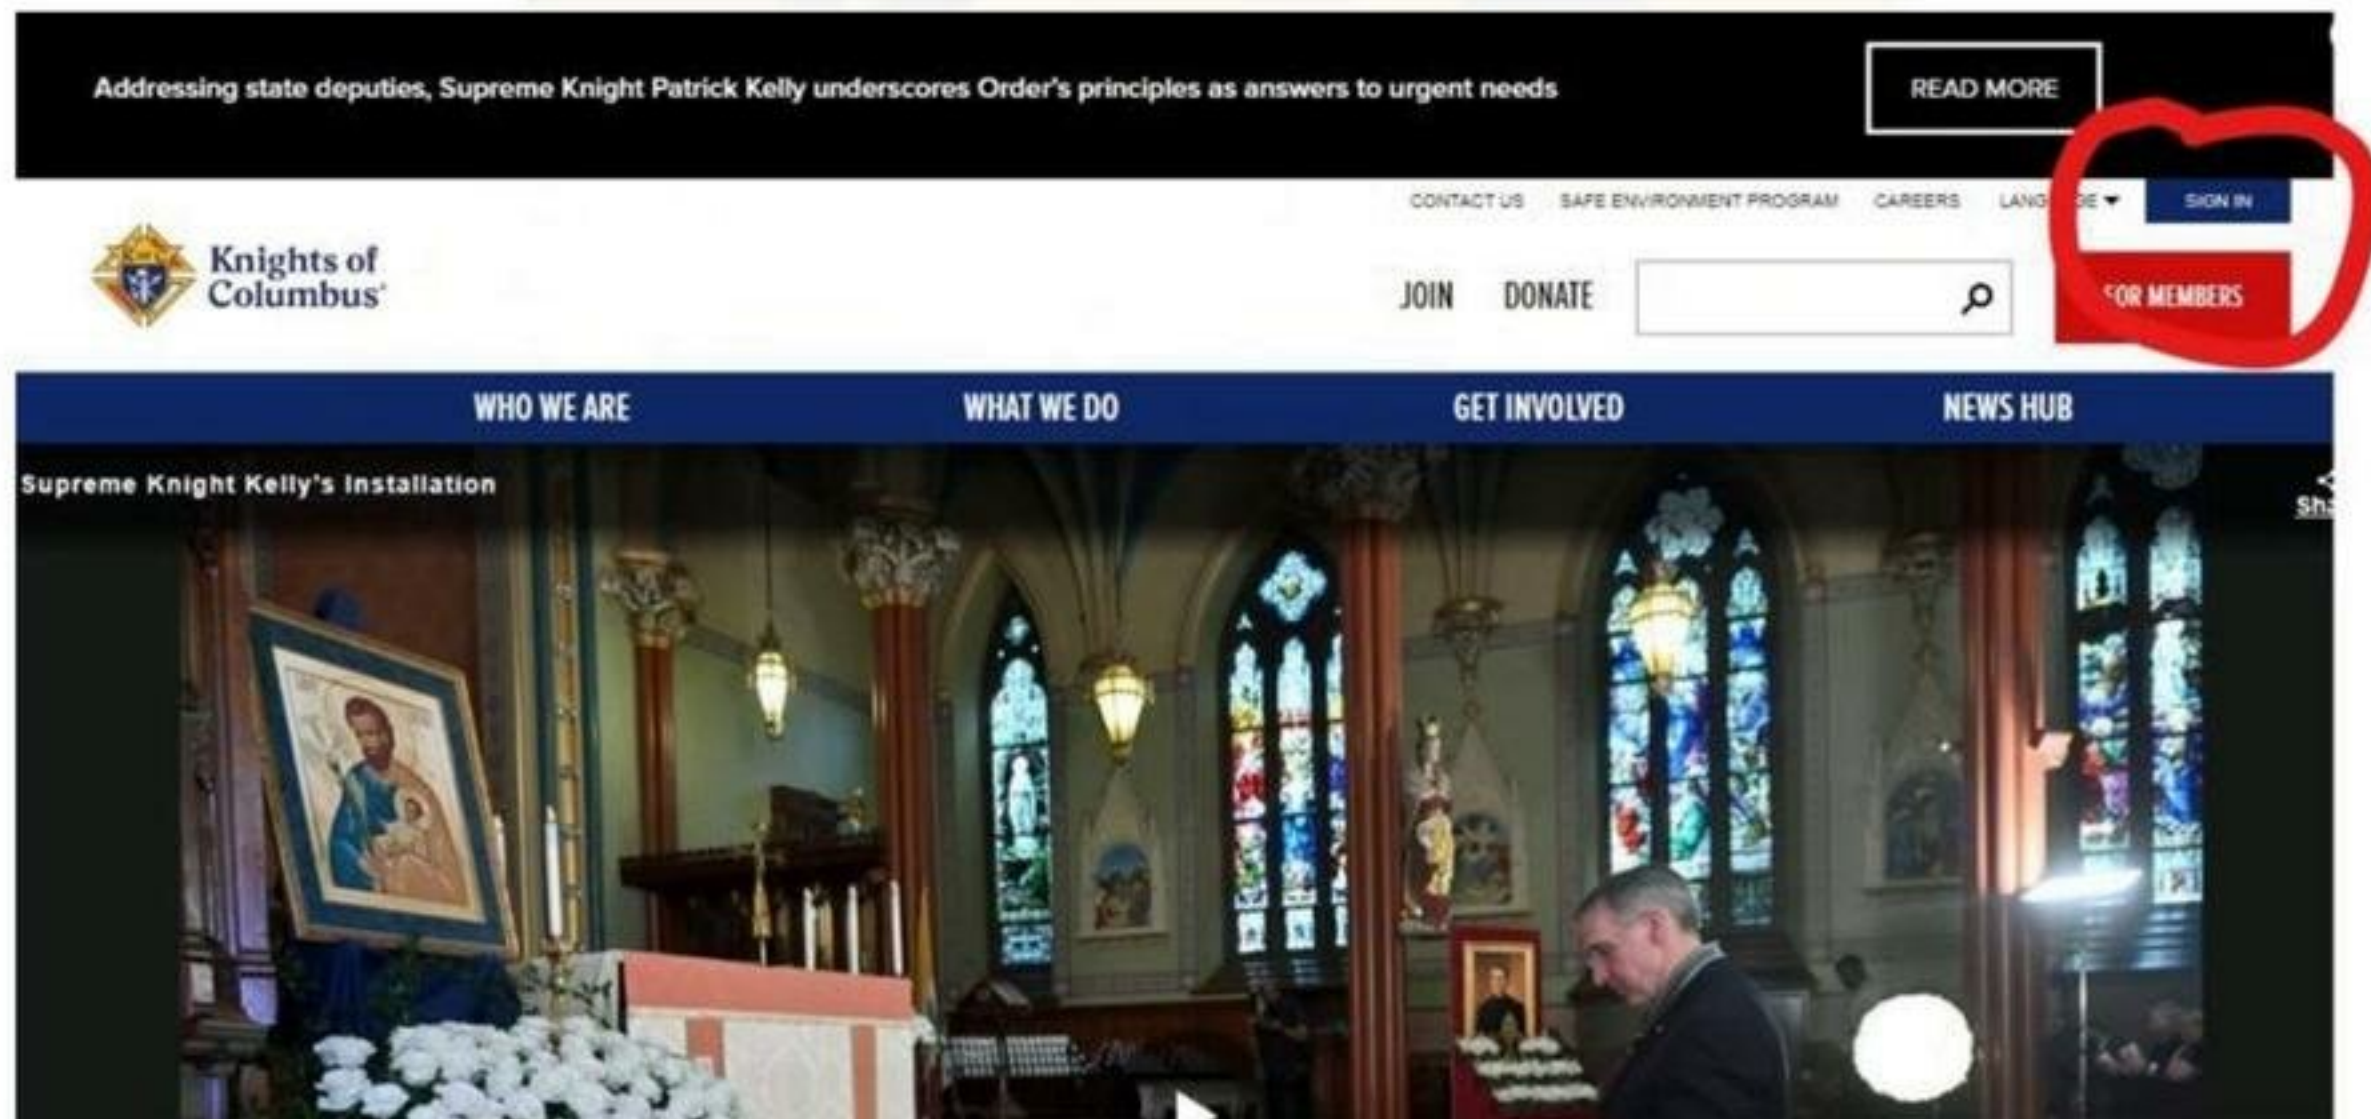 Addressing state deputies, Supreme Knight Patrick Kelly underscores Order's principles as answers to urgent needs
READ MORE
CONTACT US
SAFE ENVIRONMENT PROGRAM
CAREERS
SIGN IN
Knights of
Columbus
JOIN
DONATE
FOR MEMBERS
WHO WE ARE
WHAT WE DO
GET INVOLVED
NEWS HUB
Supreme Knight Kelly's Installation